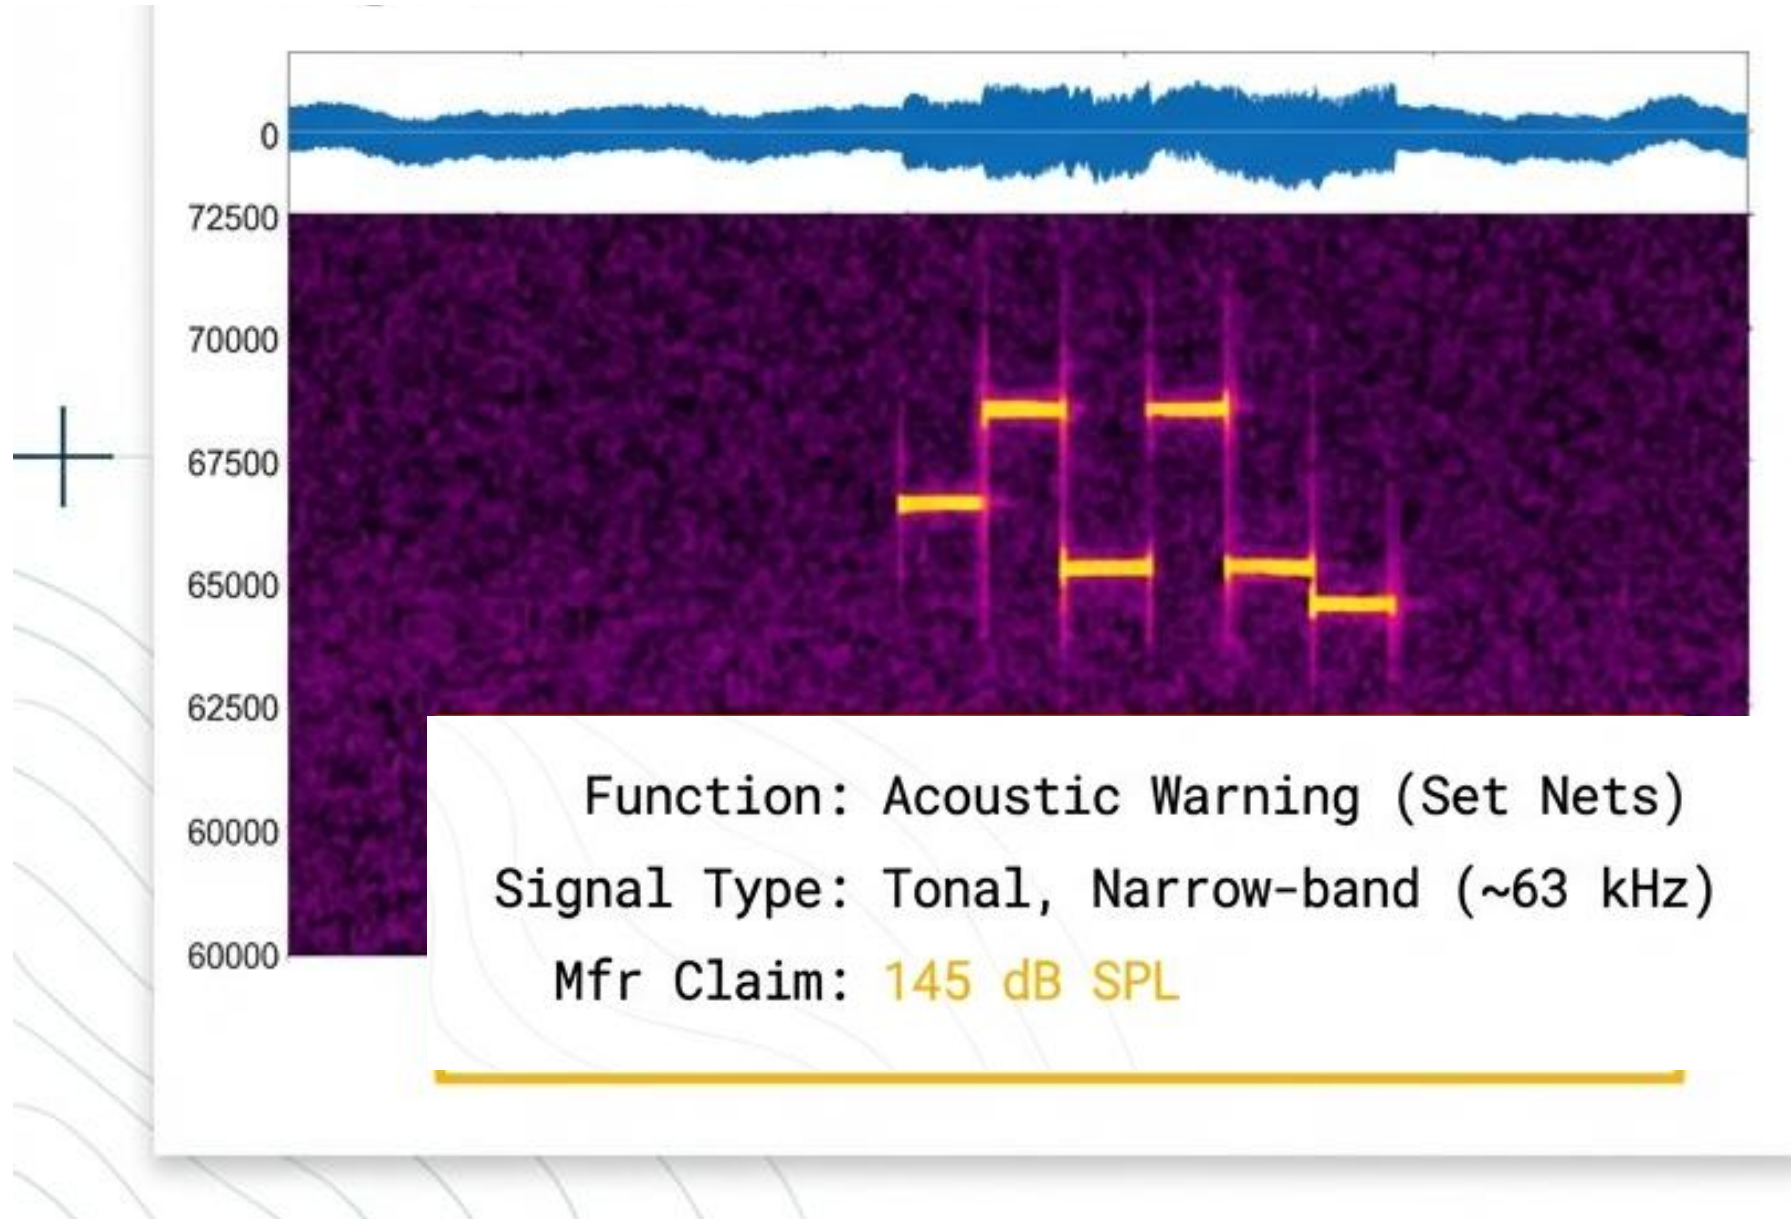 0
72500
70000
67500
65000
62500
60000
60000
Function: Acoustic Warning (Set Nets)
Signal Type: Tonal, Narrow-band (~63 kHz)
Mfr Claim: 145 dB SPL